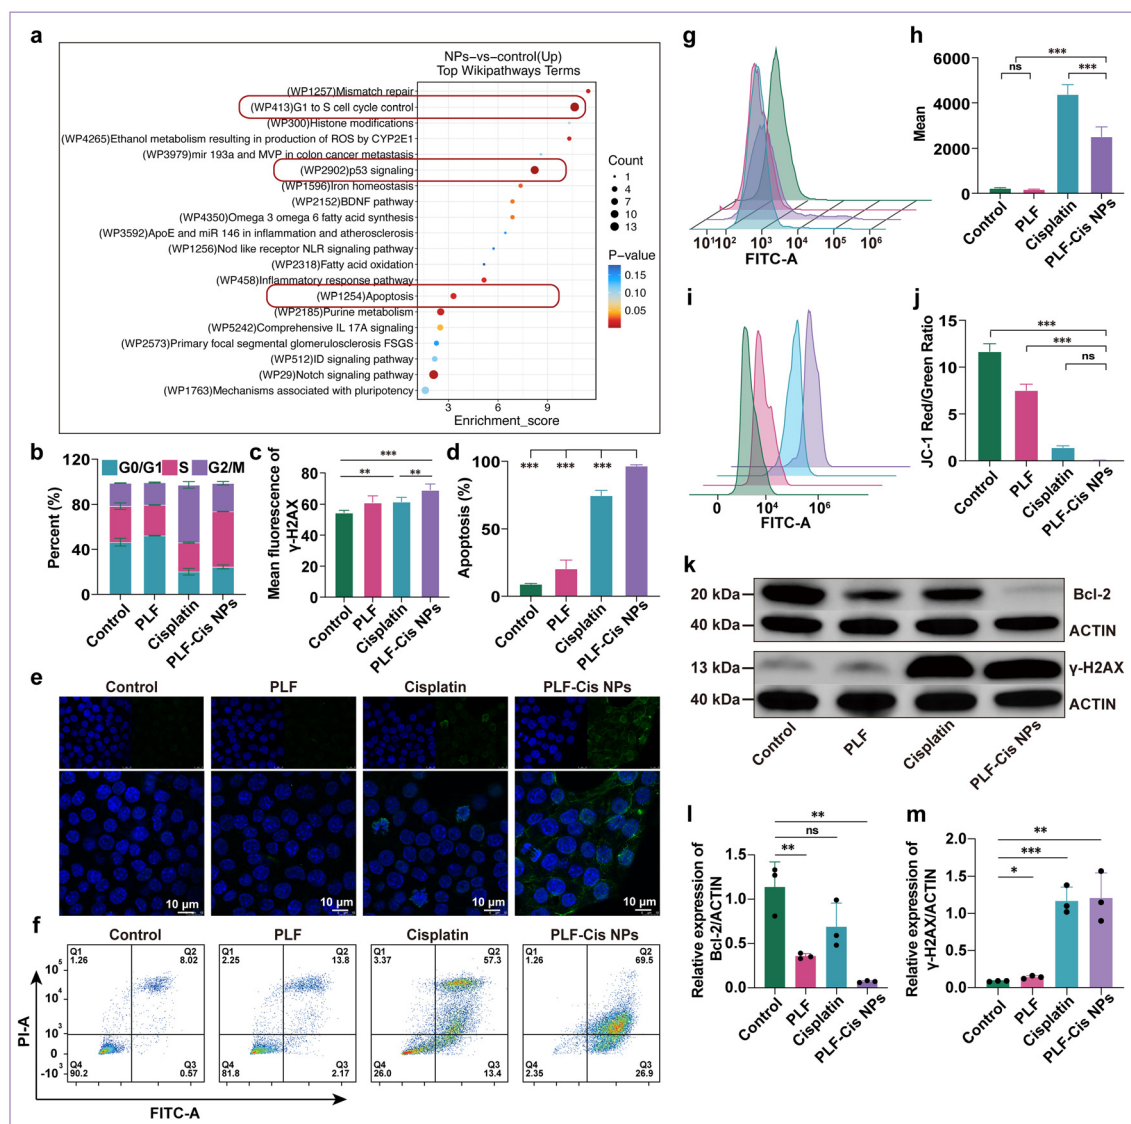 a
NPs-vs-control(Up)
Top Wikipathways Terms
(WP1257)Mismatch repair
(WP413)G1 to S cell cycle control
(WP300)Histone modifications
(WP4265)Ethanol metabolism resulting in production of ROS by CYP2E1
(WP3979)mir 193a and MVP in colon cancer metastasis
(WP2902)p53 signaling
(WP1596)Iron homeostasis
(WP2152)BDNF pathway
(WP4350)Omega 3 omega 6 fatty acid synthesis
(WP3592)ApoE and miR 146 in inflammation and atherosclerosis
(WP1256)Nod like receptor NLR signaling pathway
(WP2318)Fatty acid oxidation
(WP458)Inflammatory response pathway
(WP1254)Apoptosis
(WP2185)Purine metabolism
(WP5242)Comprehensive IL 17A signaling
(WP2573)Primary focal segmental glomerulosclerosis FSGS
(WP512)ID signaling pathway
(WP29)Notch signaling pathway
(WP1763)Mechanisms associated with pluripotency
3 6 9
Enrichment_score
Count
1
4
7
10
13
P-value
0.15
0.10
0.05
b
G0/G1 S G2/M
120
80
40
0
Percent (%)
Control PLF Cisplatin PLF-Cis NPs
c
***
** **
80
60
40
20
0
Mean fluorescence of
γ-H2AX
Control PLF Cisplatin PLF-Cis NPs
d
*** *** ***
100
50
0
Apoptosis (%)
Control PLF Cisplatin PLF-Cis NPs
e
Control PLF Cisplatin PLF-Cis NPs
10 μm 10 μm 10 μm 10 μm
f
Control PLF Cisplatin PLF-Cis NPs
Q1 Q2
1.26 8.02
Q4 Q3
90.2 0.57
Q1 Q2
2.25 13.8
Q4 Q3
81.8 2.17
Q1 Q2
3.37 57.3
Q4 Q3
26.0 13.4
Q1 Q2
1.26 69.5
Q4 Q3
2.35 26.9
10⁵
10⁴
10³
0
-10³
PI-A
FITC-A
g
10¹ 10² 10³ 10⁴ 10⁵ 10⁶
FITC-A
h
***
ns ***
6000
4000
2000
0
Mean
Control PLF Cisplatin PLF-Cis NPs
i
0 10⁴ 10⁶
FITC-A
j
***
***
ns
15
10
5
0
JC-1 Red/Green Ratio
Control PLF Cisplatin PLF-Cis NPs
k
20 kDa Bcl-2
40 kDa ACTIN
13 kDa γ-H2AX
40 kDa ACTIN
Control PLF Cisplatin PLF-Cis NPs
l
**
ns
**
1.5
1.0
0.5
0.0
Relative expression of
Bcl-2/ACTIN
Control PLF Cisplatin PLF-Cis NPs
m
**
***
*
2.0
1.5
1.0
0.5
0.0
Relative expression of
γ-H2AX/ACTIN
Control PLF Cisplatin PLF-Cis NPs